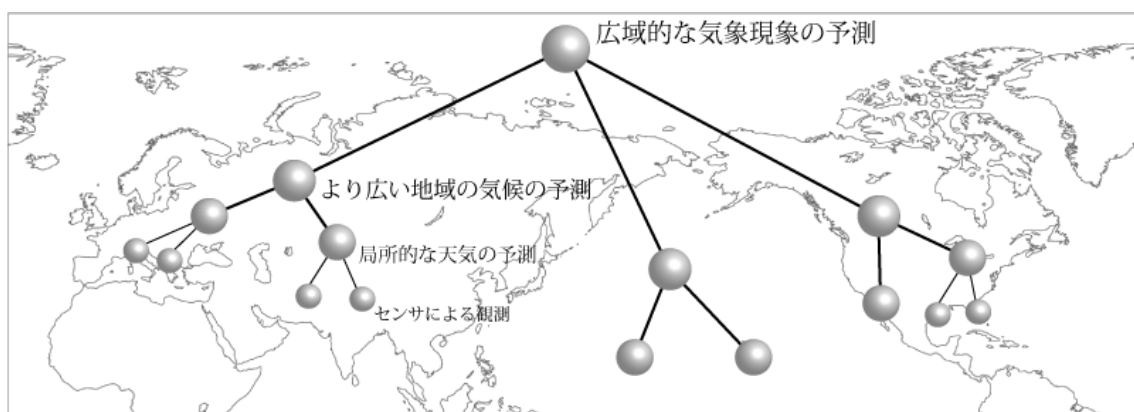 広域的な気象現象の予測
より広い地域の気候の予測
局所的な天気の予測
センサによる観測